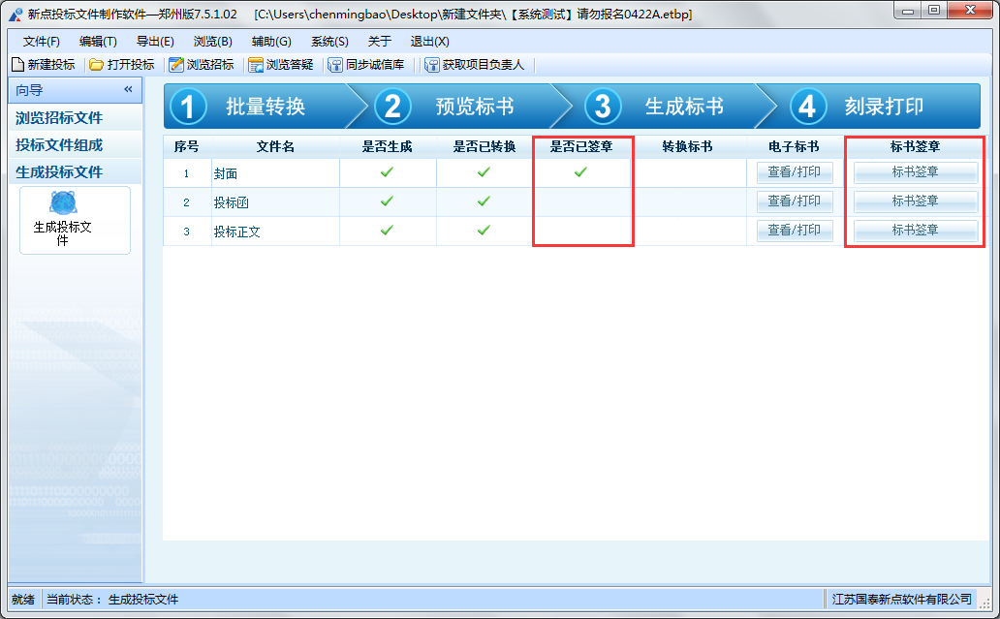 新点投标文件制作软件—郑州版7.5.1.02 [C:\Users\chenmingbao\Desktop\新建文件夹\【系统测试】请勿报名0422A.etbp]
文件(F) 编辑(T) 导出(E) 浏览(B) 辅助(G) 系统(S) 关于 退出(X)
新建投标 打开投标 浏览招标 浏览答疑 同步诚信库 获取项目负责人
向导 «
浏览招标文件
投标文件组成
生成投标文件
生成投标文
件
1 批量转换 2 预览标书 3 生成标书 4 刻录打印
序号 文件名 是否生成 是否已转换 是否已签章 转换标书 电子标书 标书签章
1 封面 查看/打印 标书签章
2 投标函 查看/打印 标书签章
3 投标正文 查看/打印 标书签章
就绪 当前状态： 生成投标文件 江苏国泰新点软件有限公司